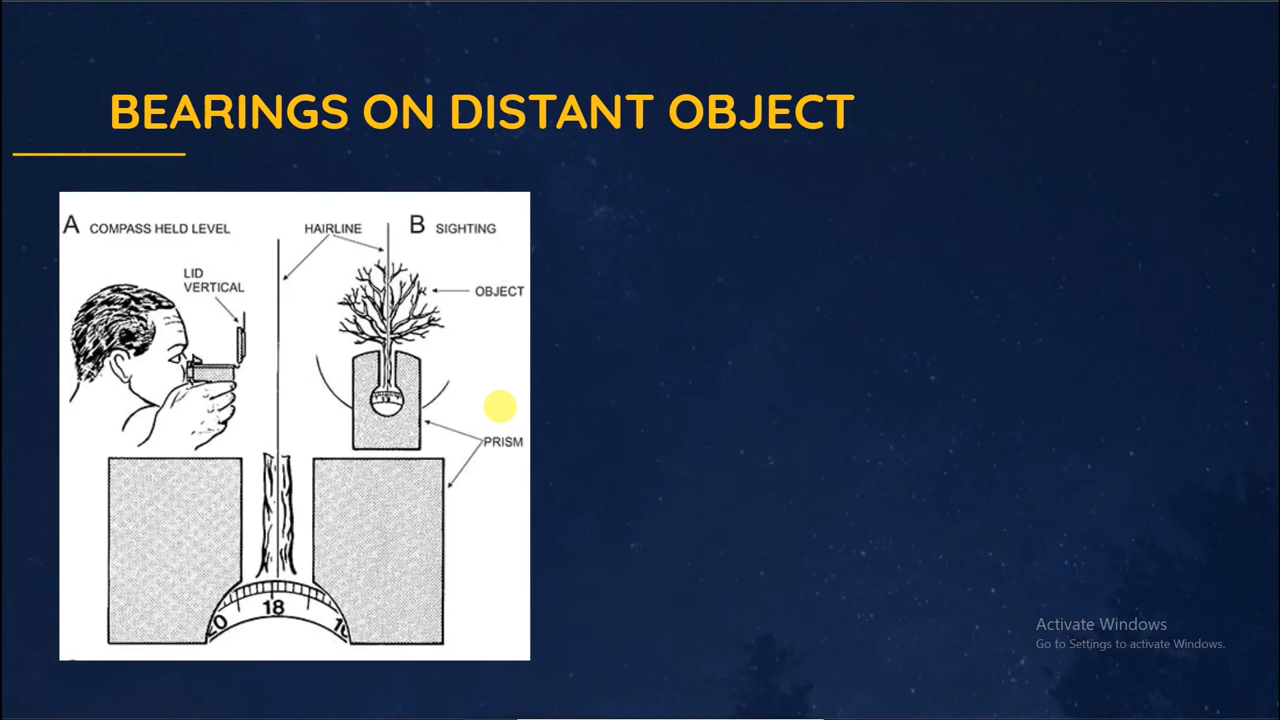 BEARINGS ON DISTANT OBJECT
A COMPASS HELD LEVEL
HAIRLINE
B SIGHTING
LID
VERTICAL
OBJECT
PRISM
20
18
Activate Windows
Go to Settings to activate Windows.